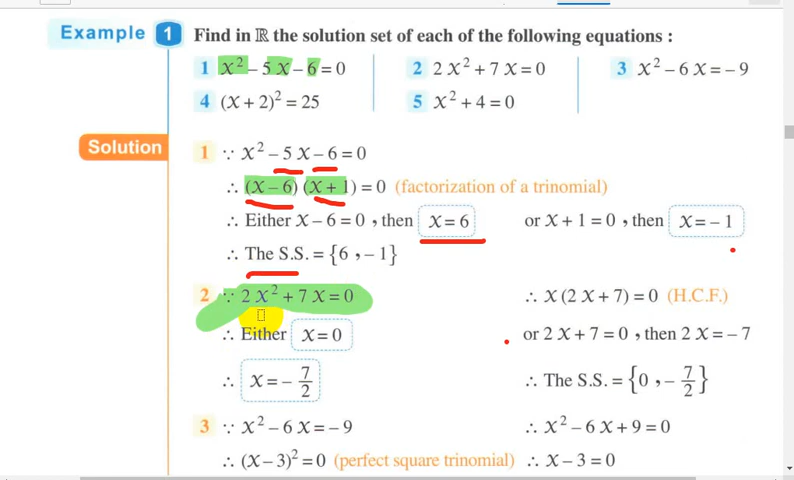 Example 1 Find in ℝ the solution set of each of the following equations :
1 x² – 5 x – 6 = 0 2 2 x² + 7 x = 0 3 x² – 6 x = – 9
4 (x + 2)² = 25 5 x² + 4 = 0
Solution 1 ∵ x² – 5 x – 6 = 0
∴ (x – 6) (x + 1) = 0 (factorization of a trinomial)
∴ Either x – 6 = 0 , then x = 6 or x + 1 = 0 , then x = – 1
∴ The S.S. = {6 , – 1}
2 ∵ 2 x² + 7 x = 0 ∴ x (2 x + 7) = 0 (H.C.F.)
∴ Either x = 0 or 2 x + 7 = 0 , then 2 x = – 7
∴ x = – 7/2 ∴ The S.S. = {0 , – 7/2}
3 ∵ x² – 6 x = – 9 ∴ x² – 6 x + 9 = 0
∴ (x – 3)² = 0 (perfect square trinomial) ∴ x – 3 = 0